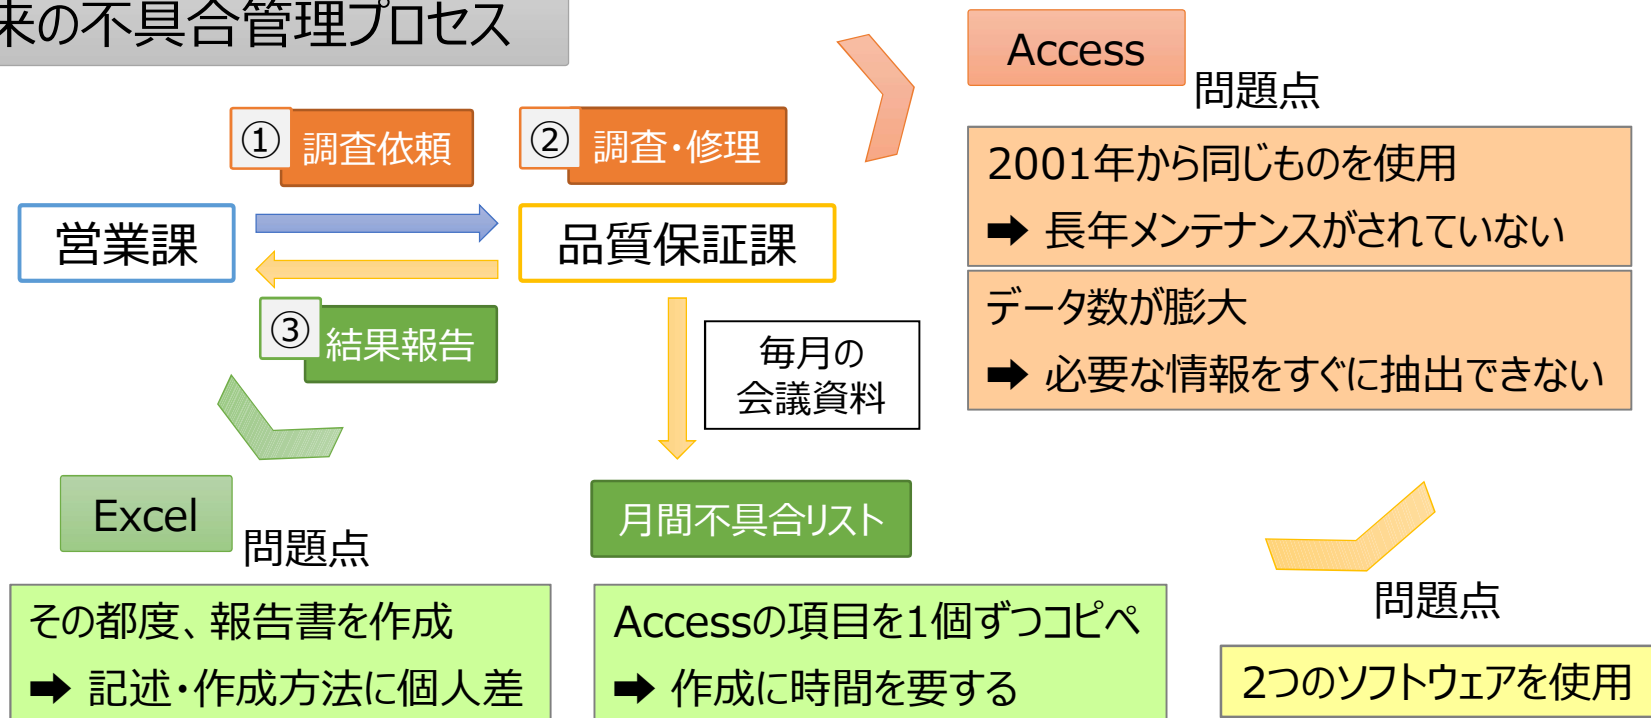 来の不具合管理プロセス
① 調査依頼
② 調査・修理
営業課
品質保証課
③ 結果報告
毎月の
会議資料
月間不具合リスト
Access
問題点
2001年から同じものを使用
➡ 長年メンテナンスがされていない
データ数が膨大
➡ 必要な情報をすぐに抽出できない
Excel
問題点
その都度、報告書を作成
➡ 記述・作成方法に個人差
Accessの項目を1個ずつコピペ
➡ 作成に時間を要する
問題点
2つのソフトウェアを使用